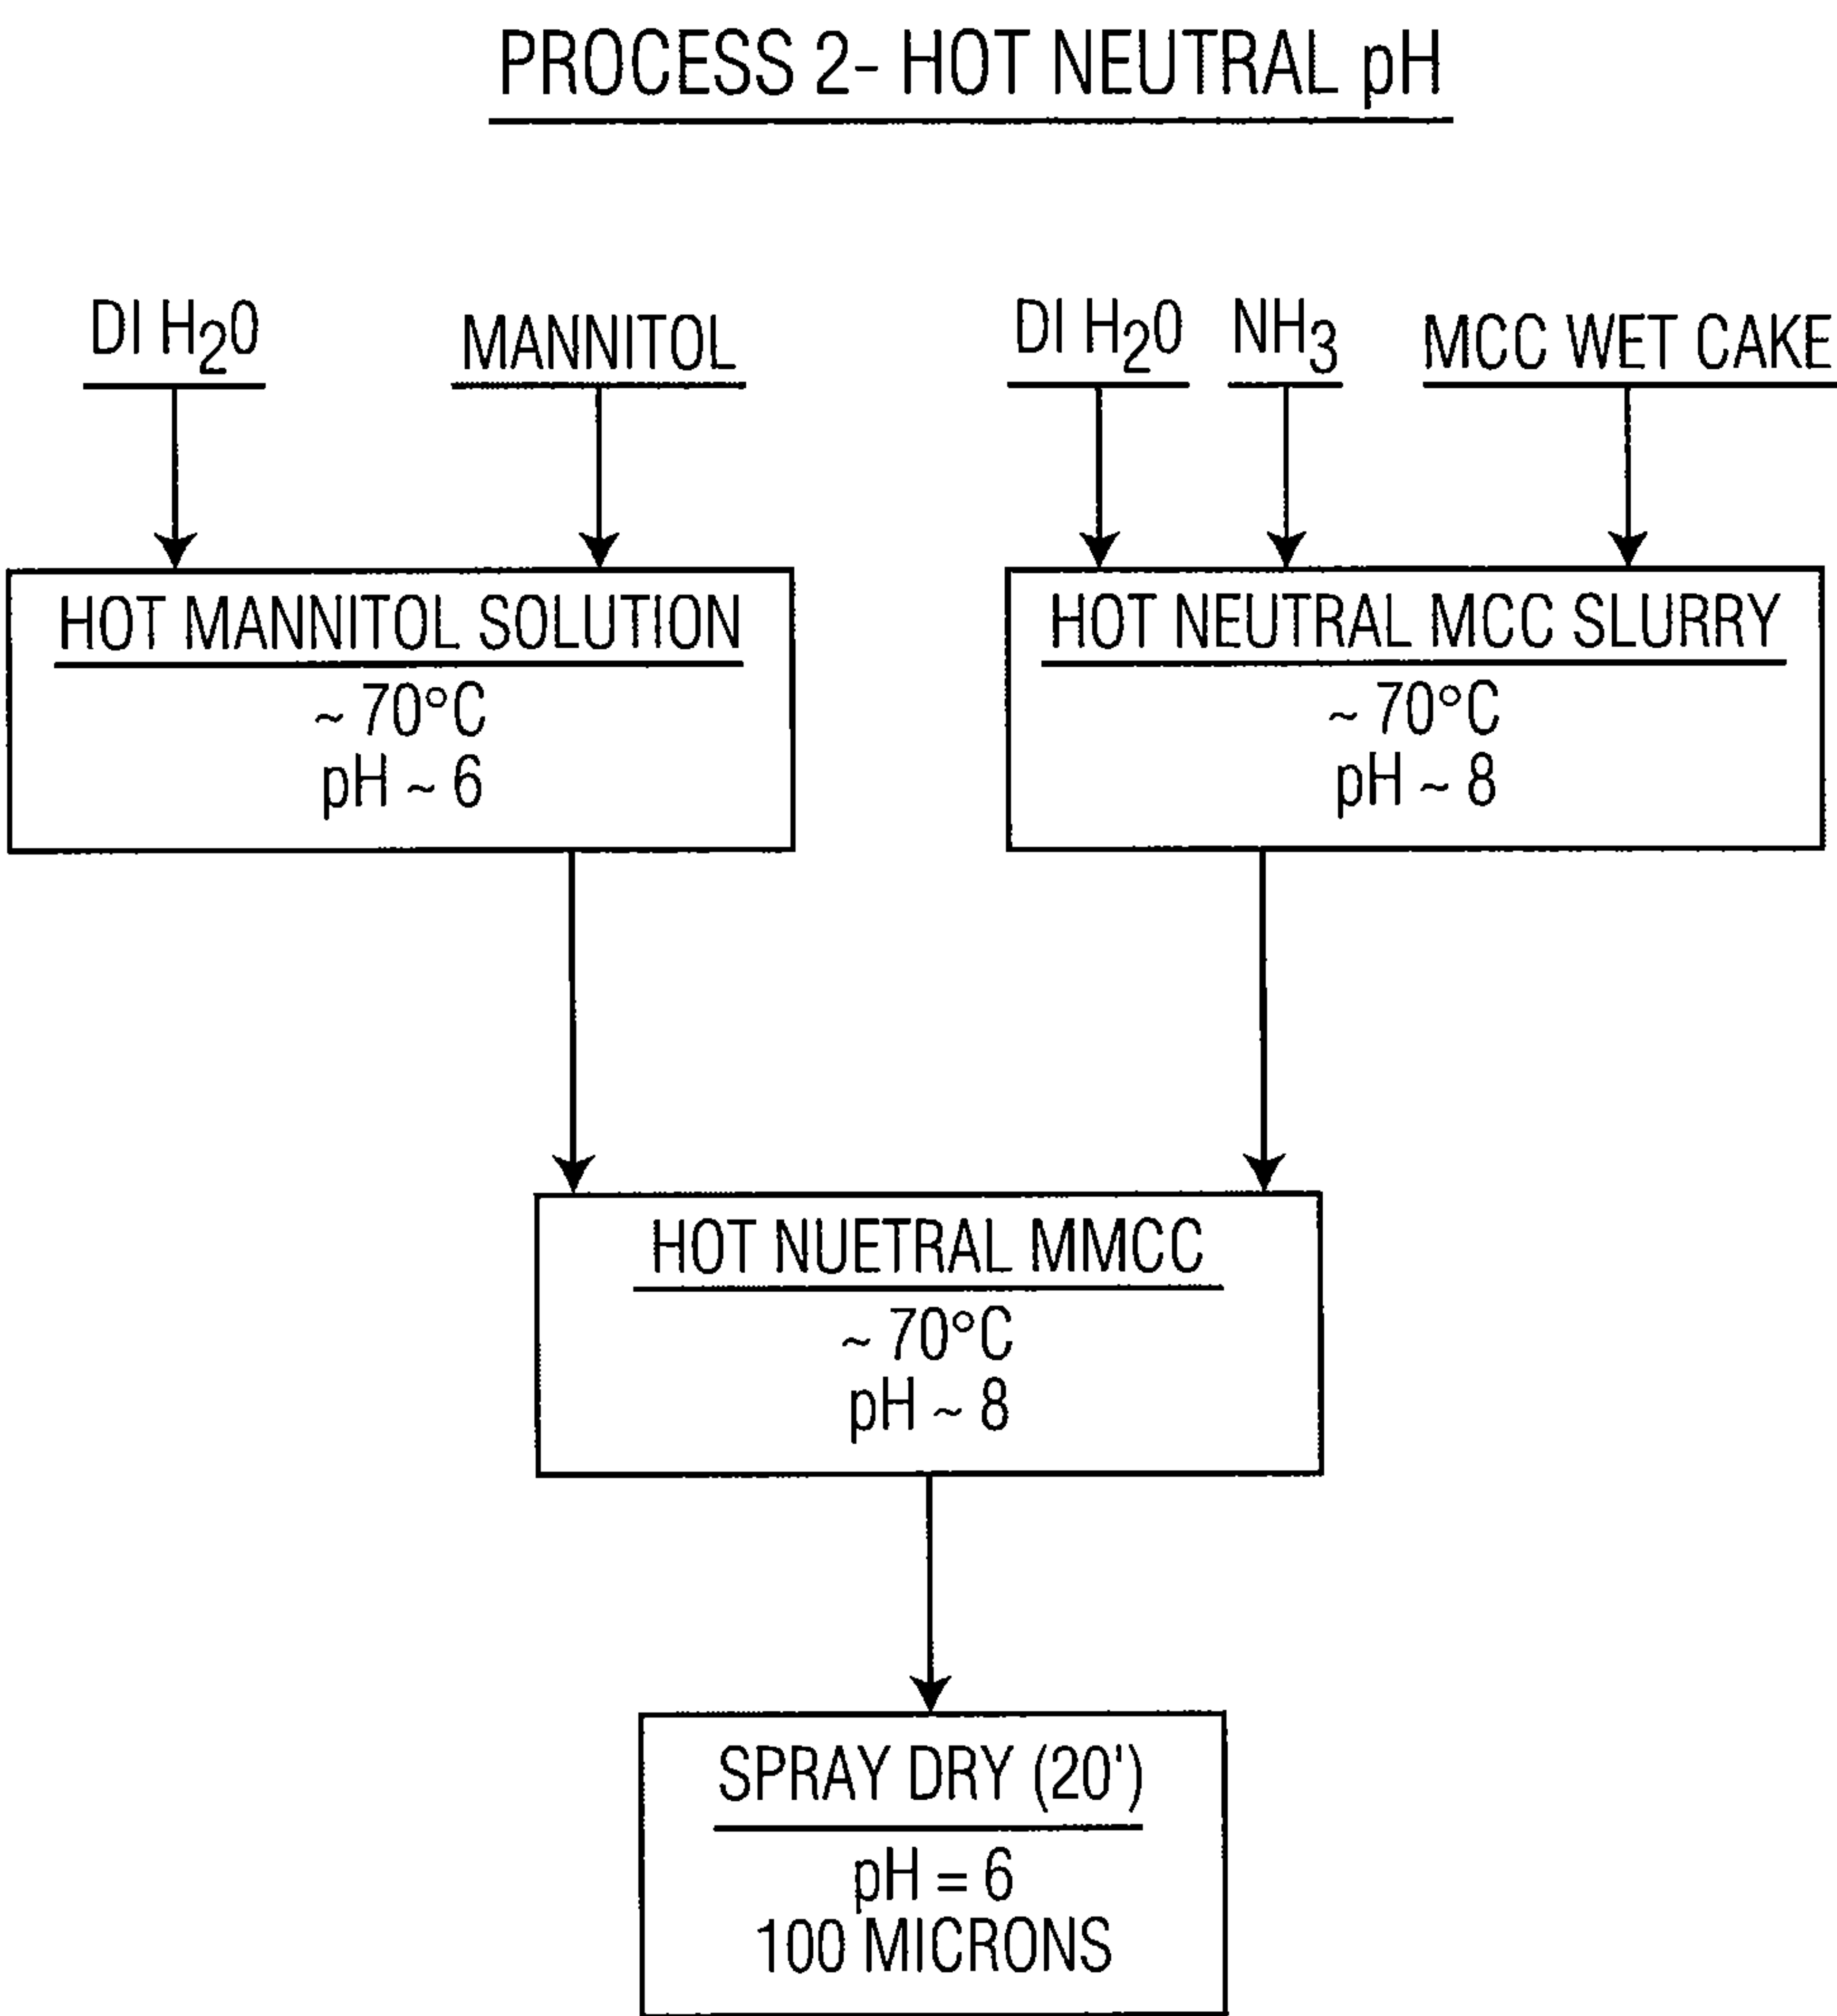 PROCESS 2- HOT NEUTRAL pH
DI H₂O MANNITOL DI H₂O NH₃ MCC WET CAKE
HOT MANNITOL SOLUTION
~ 70°C
pH ~ 6
HOT NEUTRAL MCC SLURRY
~ 70°C
pH ~ 8
HOT NUETRAL MMCC
~ 70°C
pH ~ 8
SPRAY DRY (20')
pH = 6
100 MICRONS